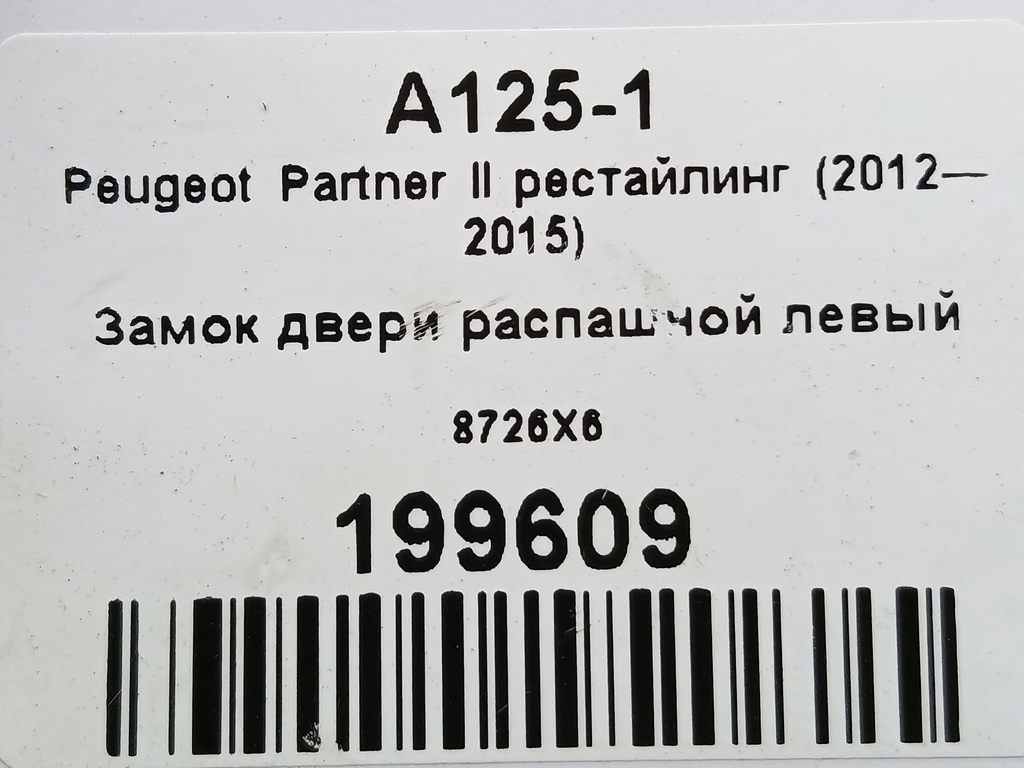 A125-1
Peugeot Partner II рестайлинг (2012—
2015)
Замок двери распашной левый
8726X6
199609